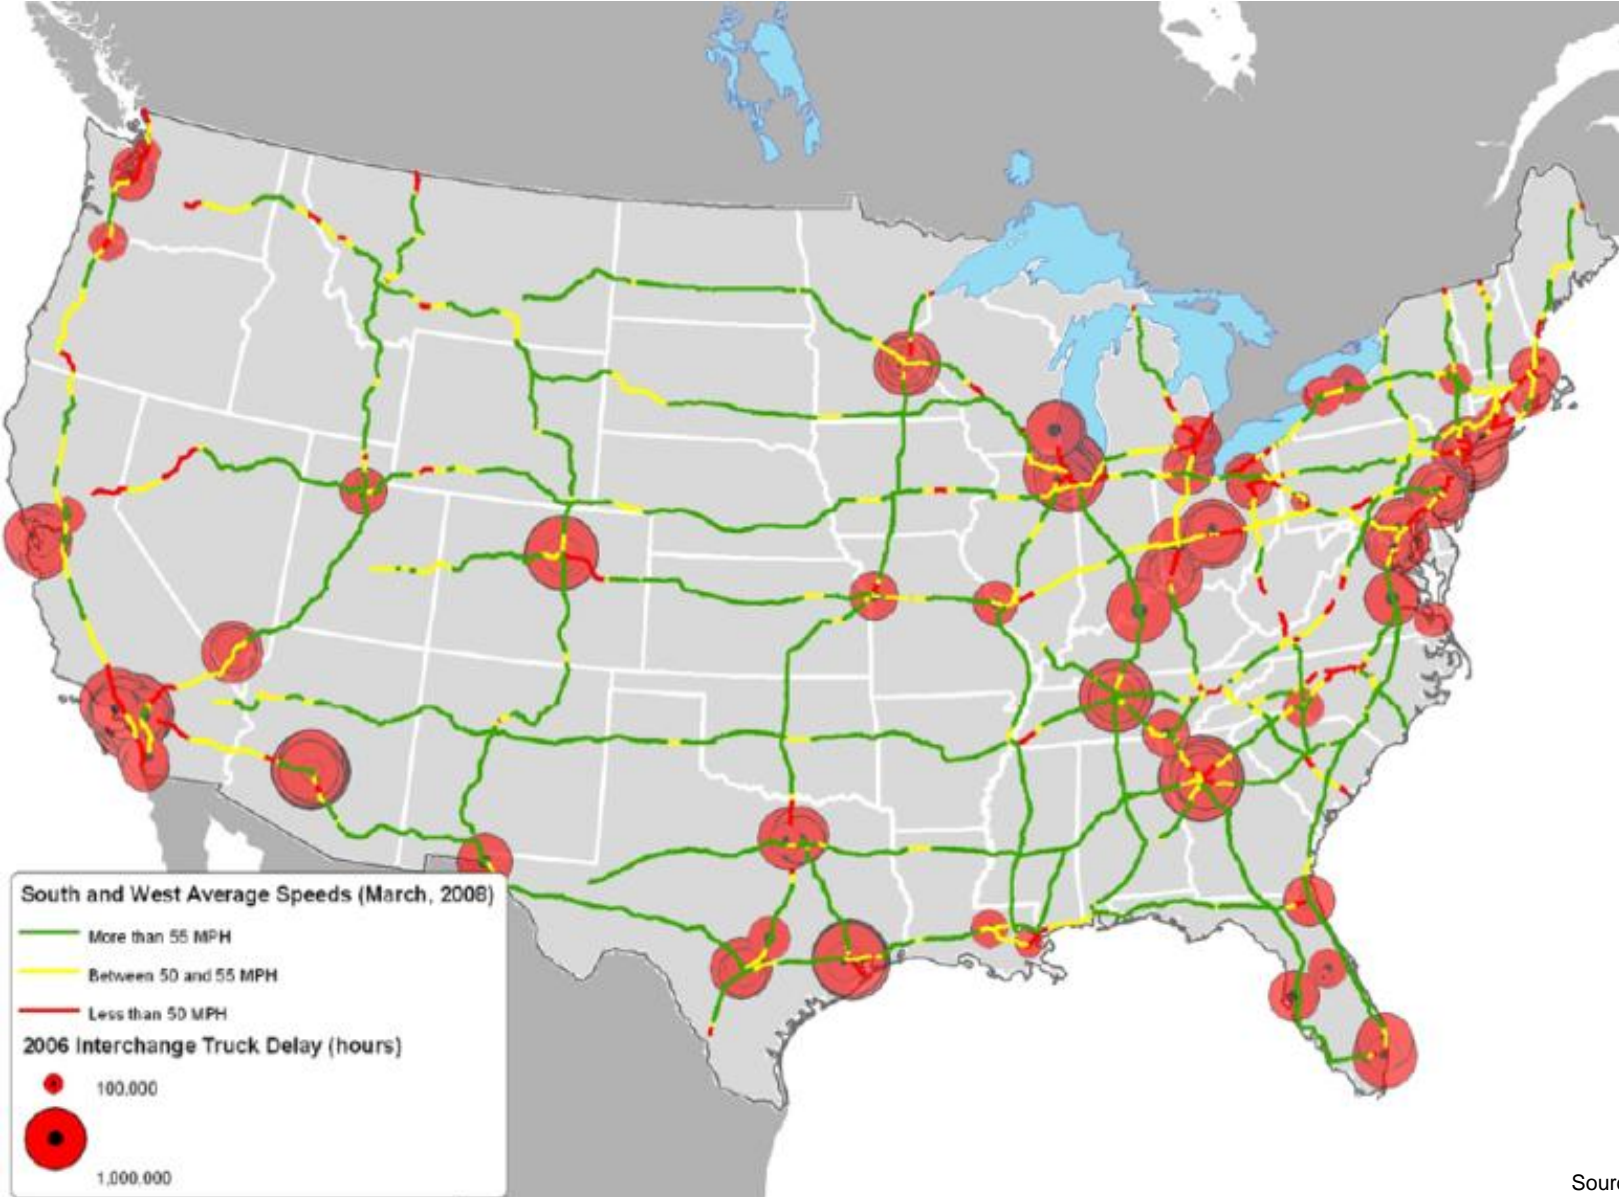 South and West Average Speeds (March, 2008)
More than 55 MPH
Between 50 and 55 MPH
Less than 50 MPH
2006 Interchange Truck Delay (hours)
100,000
1,000,000
Sour